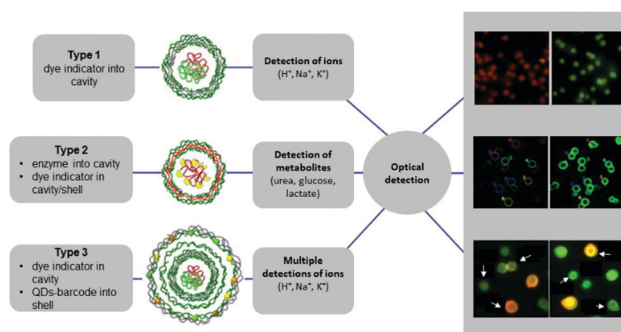 Type 1
dye indicator into
cavity
Detection of ions
(H⁺, Na⁺, K⁺)
Type 2
• enzyme into cavity
• dye indicator in
cavity/shell
Detection of
metabolites
(urea, glucose,
lactate)
Optical
detection
Type 3
• dye indicator in
cavity
• QDs-barcode into
shell
Multiple
detections of ions
(H⁺, Na⁺, K⁺)